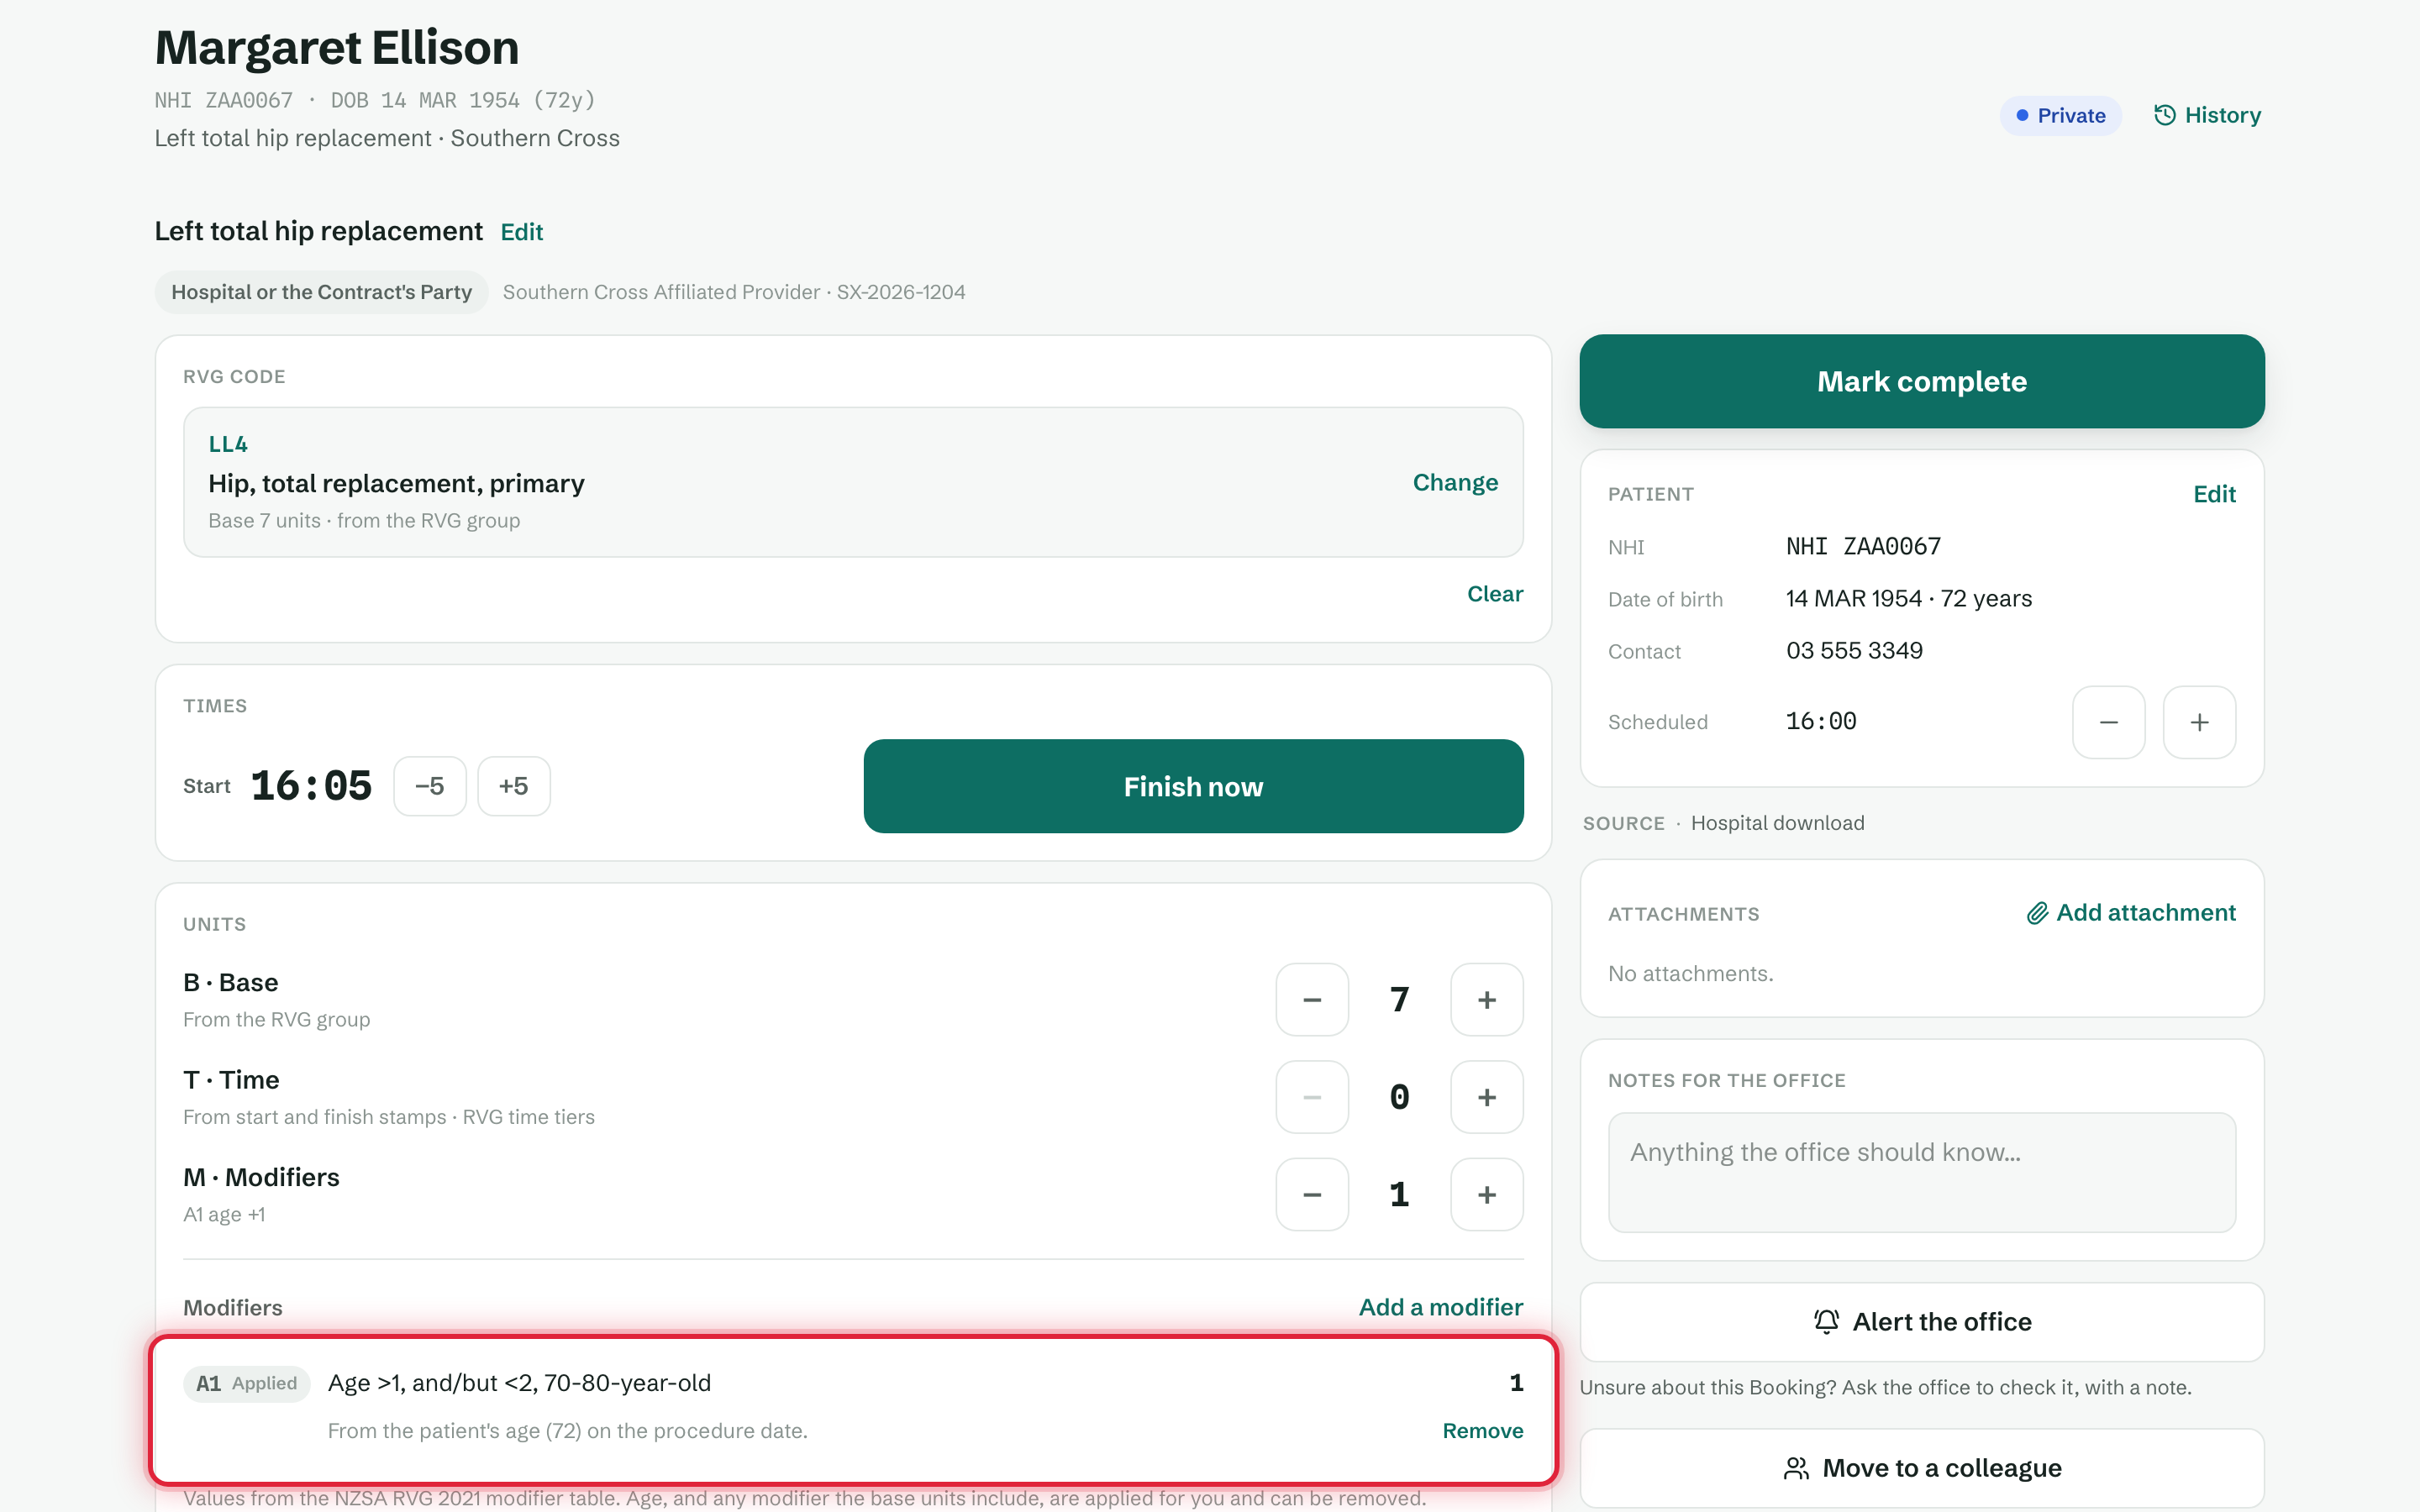 Margaret Ellison
NHI ZAA0067 · DOB 14 MAR 1954 (72y)
Left total hip replacement · Southern Cross
Private
History
Left total hip replacement Edit
Hospital or the Contract's Party Southern Cross Affiliated Provider · SX-2026-1204
RVG CODE
LL4
Hip, total replacement, primary
Change
Base 7 units · from the RVG group
Clear
TIMES
Start 16:05 −5 +5
Finish now
UNITS
B · Base
From the RVG group
− 7 +
T · Time
From start and finish stamps · RVG time tiers
− 0 +
M · Modifiers
A1 age +1
− 1 +
Modifiers
Add a modifier
A1 Applied Age >1, and/but <2, 70-80-year-old 1
From the patient's age (72) on the procedure date. Remove
Values from the NZSA RVG 2021 modifier table. Age, and any modifier the base units include, are applied for you and can be removed.
Mark complete
PATIENT Edit
NHI NHI ZAA0067
Date of birth 14 MAR 1954 · 72 years
Contact 03 555 3349
Scheduled 16:00 − +
SOURCE · Hospital download
ATTACHMENTS Add attachment
No attachments.
NOTES FOR THE OFFICE
Anything the office should know...
Alert the office
Unsure about this Booking? Ask the office to check it, with a note.
Move to a colleague